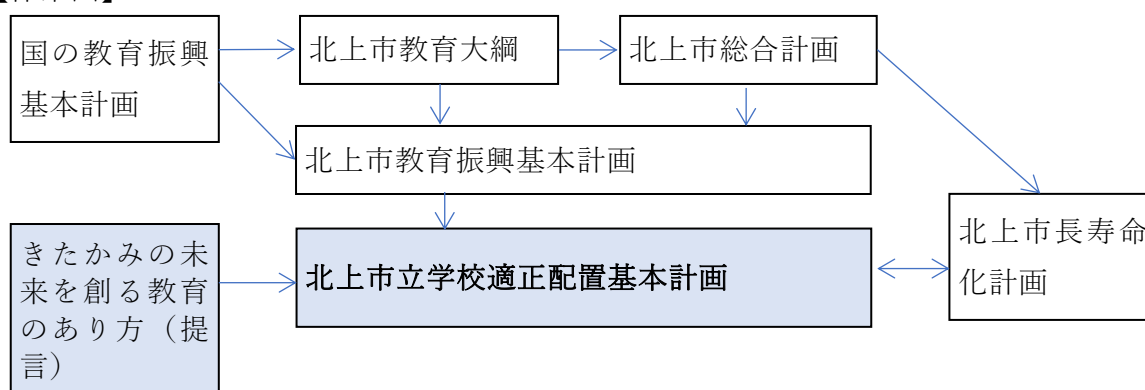 国の教育振興
基本計画
北上市教育大綱
北上市総合計画
北上市教育振興基本計画
きたかみの未
来を創る教育
のあり方（提
言）
北上市立学校適正配置基本計画
北上市長寿命
化計画